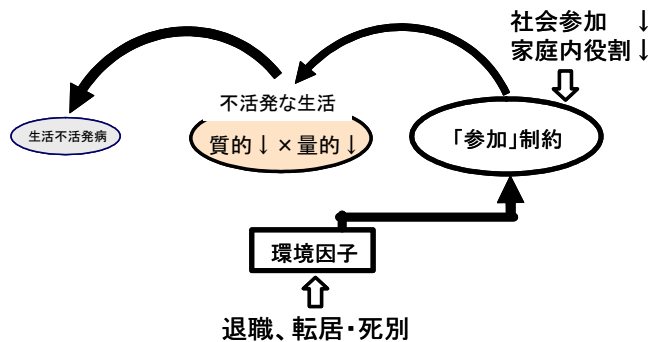 社会参加 ↓
家庭内役割↓
不活発な生活
生活不活発病
質的↓×量的↓
「参加」制約
環境因子
退職、転居・死別